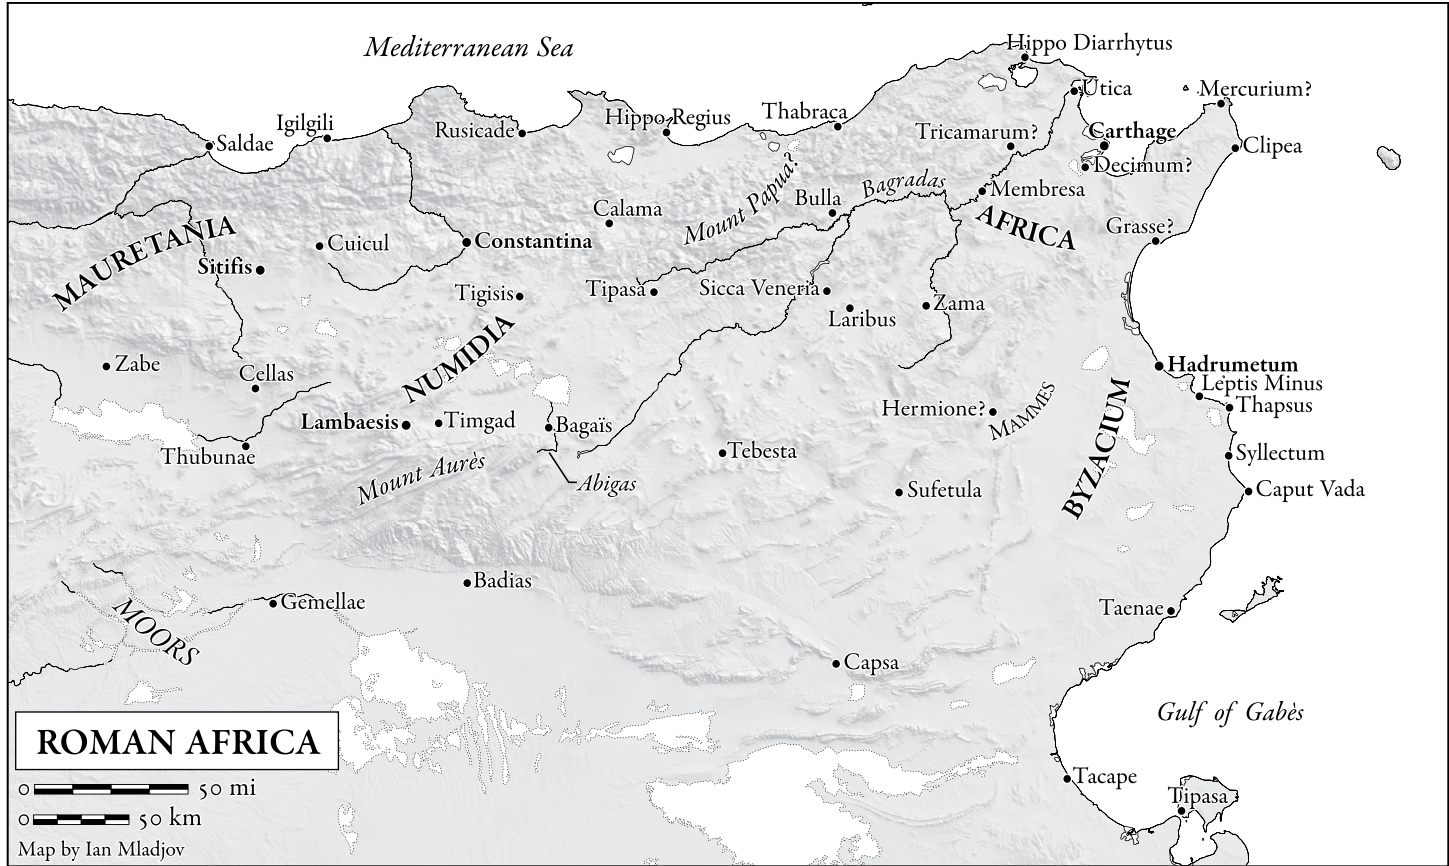 Mediterranean Sea
Hippo Diarrhytus
Utica
Mercurium?
Igilgili
Saldae
Rusicade
Hippo Regius
Thabraca
Tricamarum?
Carthage
Decimum?
Clipea
Mount Papua?
Bagradas
Membresa
Bulla
Calama
AFRICA
Grasse?
MAURETANIA
Cuicul
Constantina
Sitifis
Tigisis
Tipasa
Sicca Veneria
Laribus
Zama
NUMIDIA
Zabe
Cellas
Hadrumetum
Leptis Minus
Thapsus
Hermione?
MAMMES
BYZACIUM
Lambaesis
Timgad
Bagaïs
Thubunae
Mount Aurès
Abigas
Tebesta
Syllectum
Sufetula
Caput Vada
Badias
Gemellae
MOORS
Taenae
Capsa
Gulf of Gabès
Tacape
Tipasa
ROMAN AFRICA
0 50 mi
0 50 km
Map by Ian Mladjov